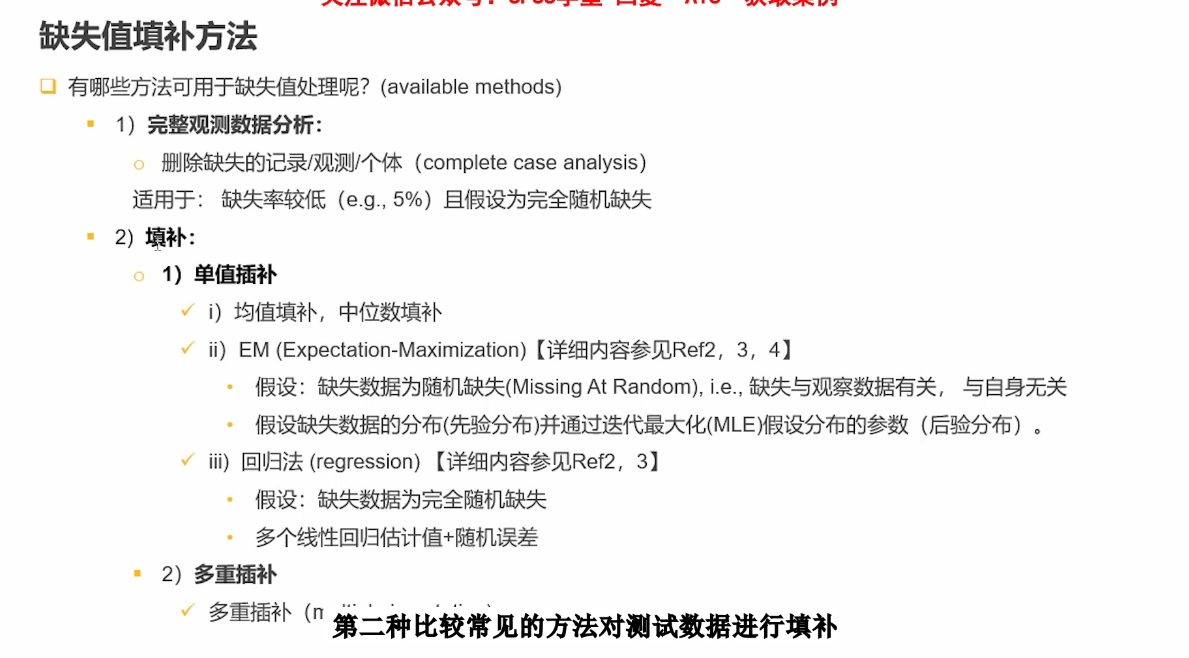 缺失值填补方法
有哪些方法可用于缺失值处理呢？(available methods)
1）完整观测数据分析：
删除缺失的记录/观测/个体（complete case analysis）
适用于： 缺失率较低（e.g., 5%）且假设为完全随机缺失
2）填补：
1）单值插补
i）均值填补，中位数填补
ii）EM (Expectation-Maximization)【详细内容参见Ref2，3，4】
假设：缺失数据为随机缺失(Missing At Random), i.e., 缺失与观察数据有关， 与自身无关
假设缺失数据的分布(先验分布)并通过迭代最大化(MLE)假设分布的参数（后验分布）。
iii）回归法 (regression) 【详细内容参见Ref2，3】
假设：缺失数据为完全随机缺失
多个线性回归估计值+随机误差
2）多重插补
多重插补（
第二种比较常见的方法对测试数据进行填补